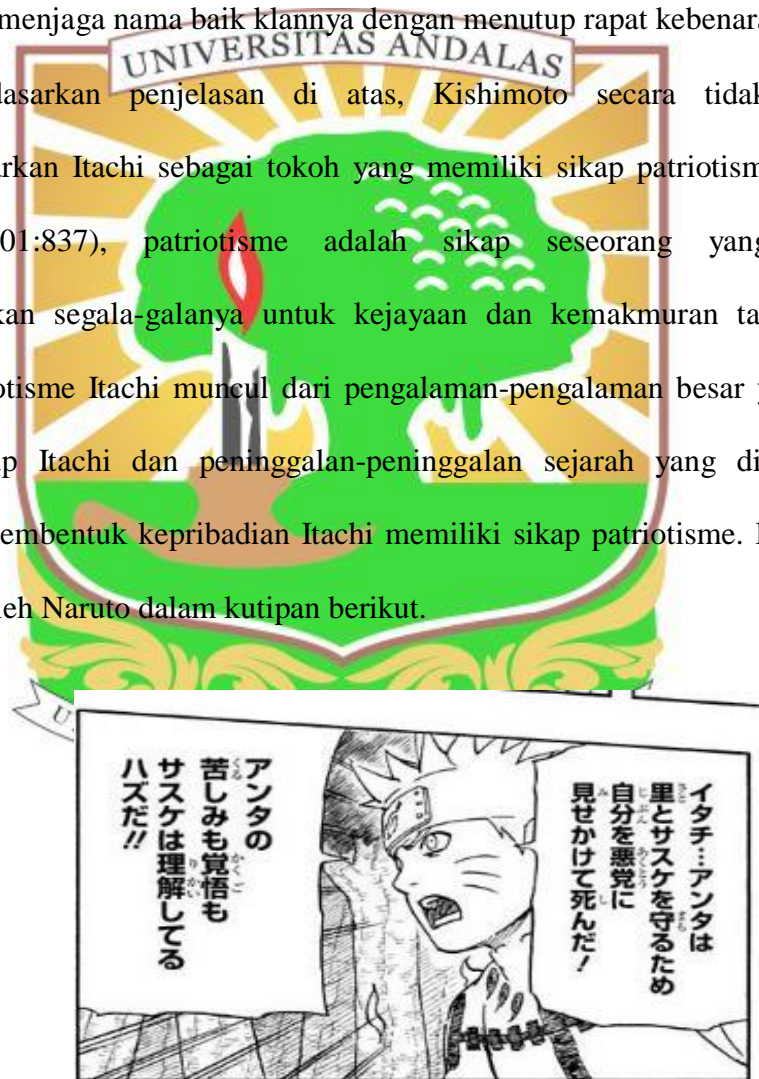 menjaga nama baik klannya dengan menutup rapat kebenara
UNIVERSITAS ANDALAS
dasarkan penjelasan di atas, Kishimoto secara tidak
arkan Itachi sebagai tokoh yang memiliki sikap patriotism
01:837), patriotisme adalah sikap seseorang yang
kan segala-galanya untuk kejayaan dan kemakmuran ta
otisme Itachi muncul dari pengalaman-pengalaman besar y
p Itachi dan peninggalan-peninggalan sejarah yang di
embentuk kepribadian Itachi memiliki sikap patriotisme.
leh Naruto dalam kutipan berikut.
U
イタチ…アンタは
里とサスケを守るため
自分を悪党に
見せかけて死んだ!
アンタの
苦しみも覚悟も
サスケは理解してる
ハズだ!!